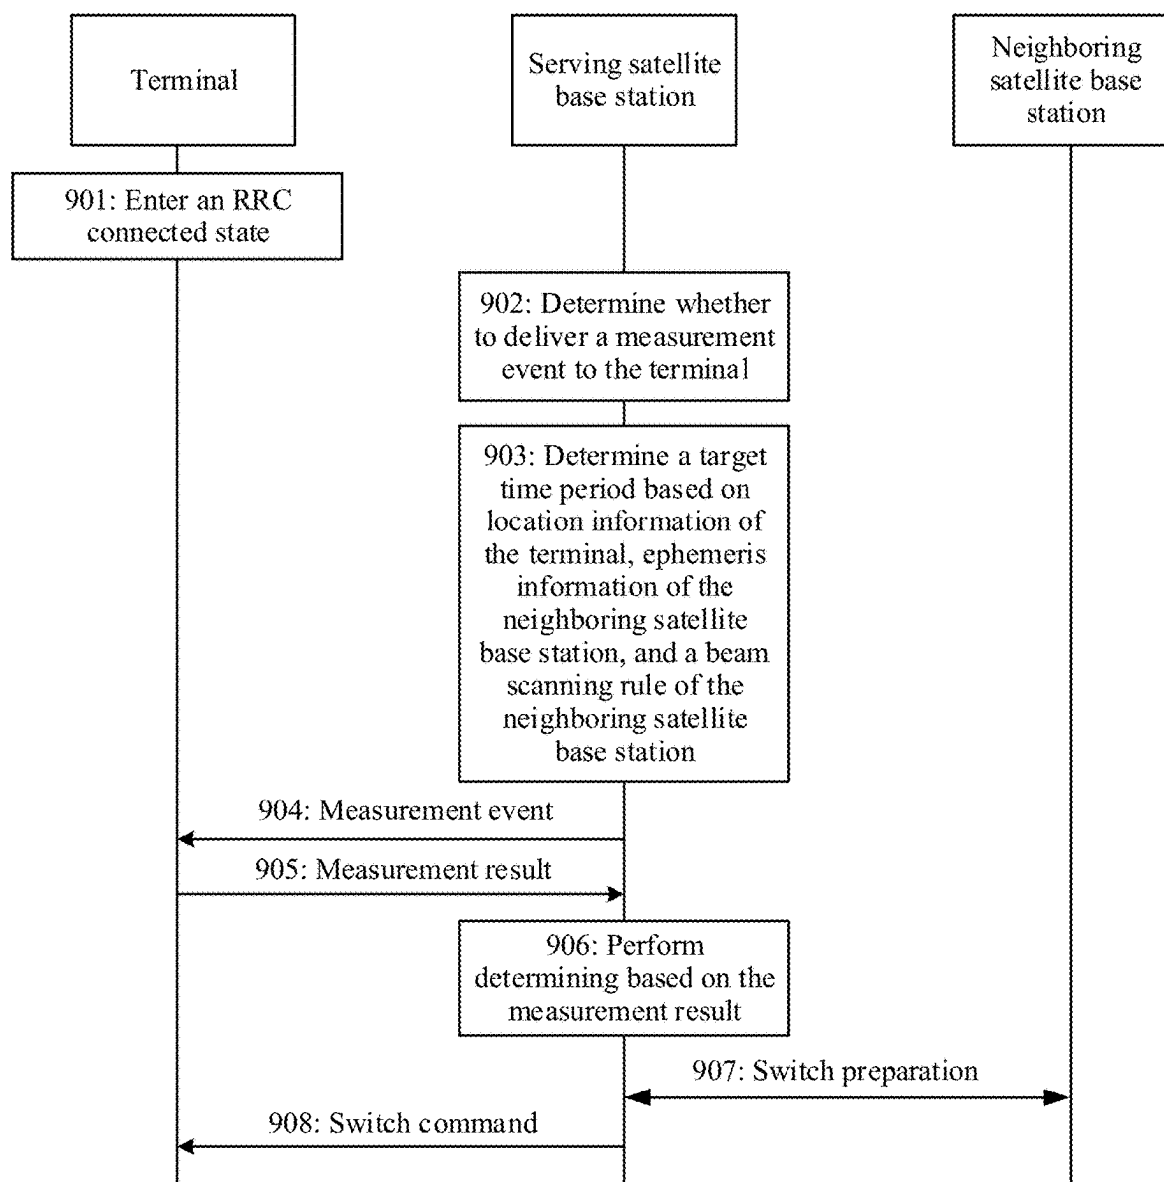 Terminal
Serving satellite
base station
Neighboring
satellite base
station
901: Enter an RRC
connected state
902: Determine whether
to deliver a measurement
event to the terminal
903: Determine a target
time period based on
location information of
the terminal, ephemeris
information of the
neighboring satellite
base station, and a beam
scanning rule of the
neighboring satellite
base station
904: Measurement event
905: Measurement result
906: Perform
determining based on the
measurement result
907: Switch preparation
908: Switch command